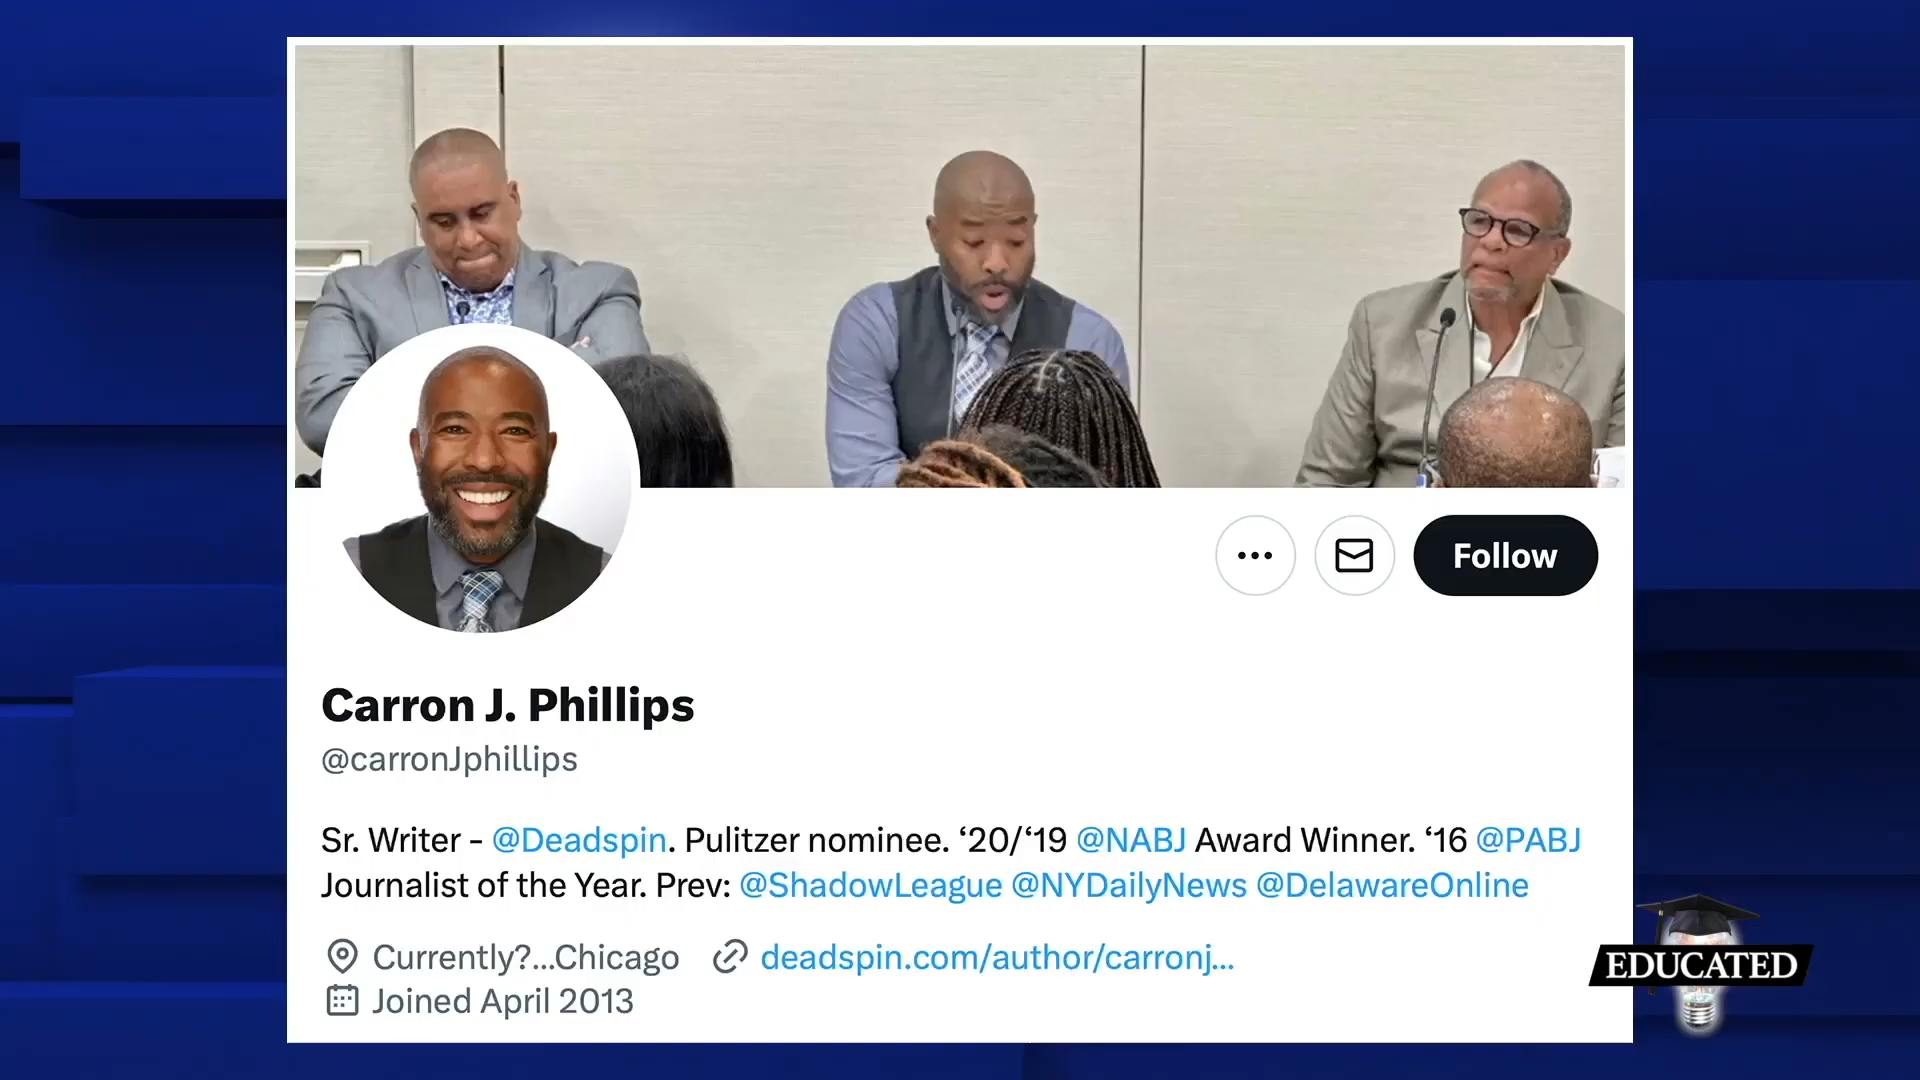 Follow
Carron J. Phillips
@carronJphillips
Sr. Writer - @Deadspin. Pulitzer nominee. ‘20/‘19 @NABJ Award Winner. ‘16 @PABJ
Journalist of the Year. Prev: @ShadowLeague @NYDailyNews @DelawareOnline
Currently?...Chicago deadspin.com/author/carronj...
Joined April 2013
EDUCATED